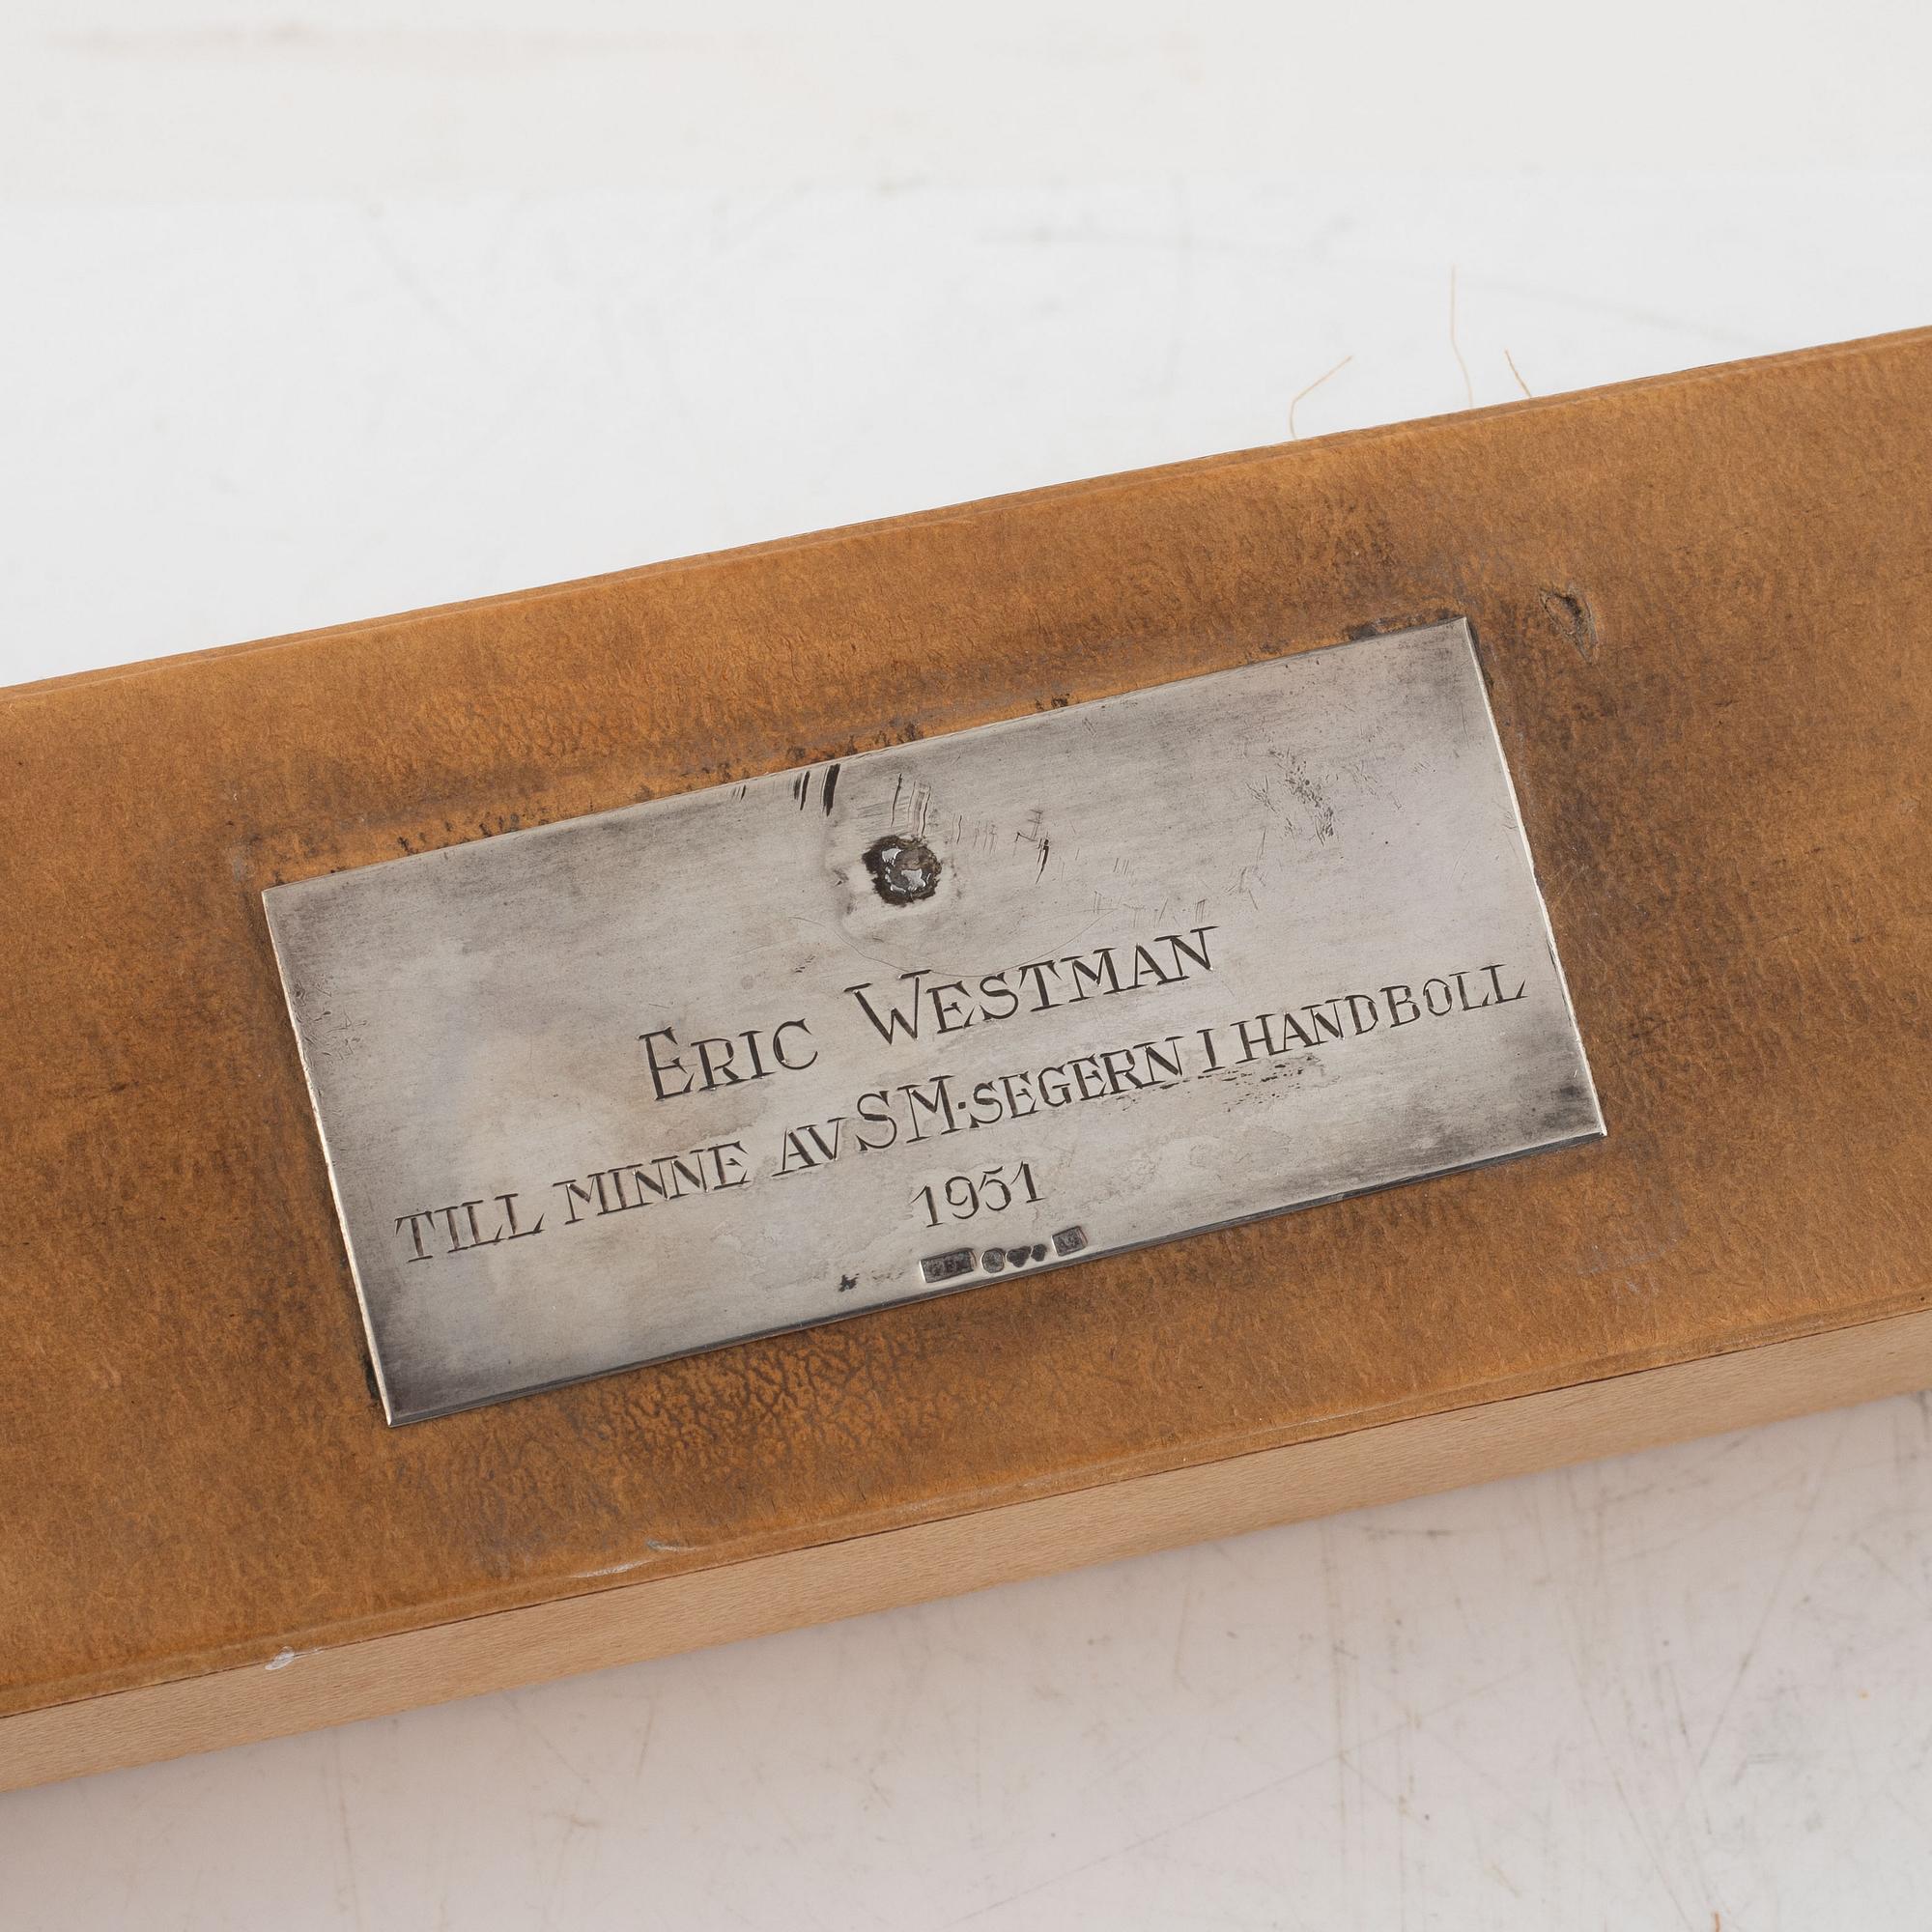 ERIC WESTMAN
TILL MINNE AV SM-SEGERN I HANDBOLL
1951